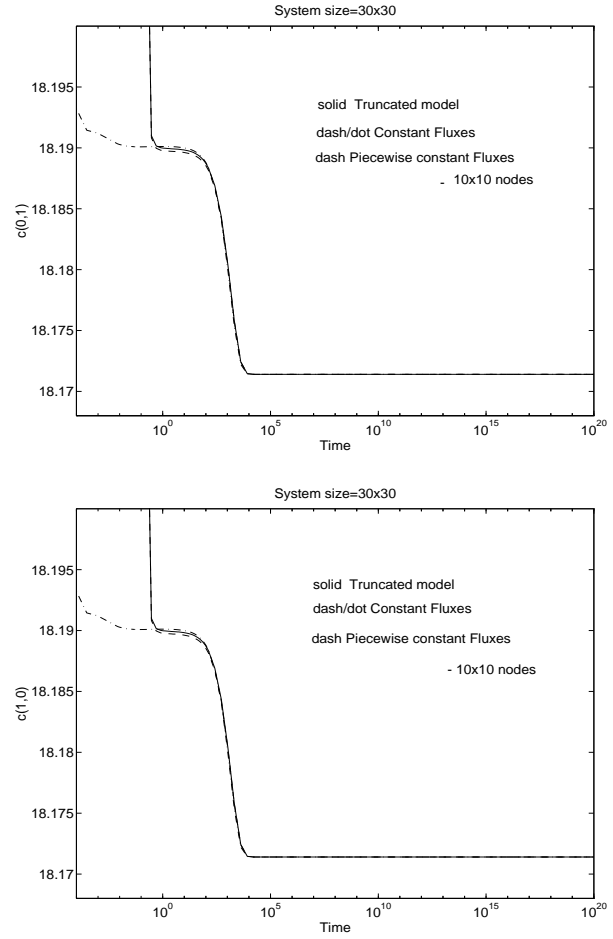 System size=30x30
18.195
18.19
18.185
18.18
18.175
18.17
c(0,1)
solid Truncated model
dash/dot Constant Fluxes
dash Piecewise constant Fluxes
- 10x10 nodes
10^0
10^5
10^10
10^15
10^20
Time
System size=30x30
18.195
18.19
18.185
18.18
18.175
18.17
c(1,0)
solid Truncated model
dash/dot Constant Fluxes
dash Piecewise constant Fluxes
- 10x10 nodes
10^0
10^5
10^10
10^15
10^20
Time